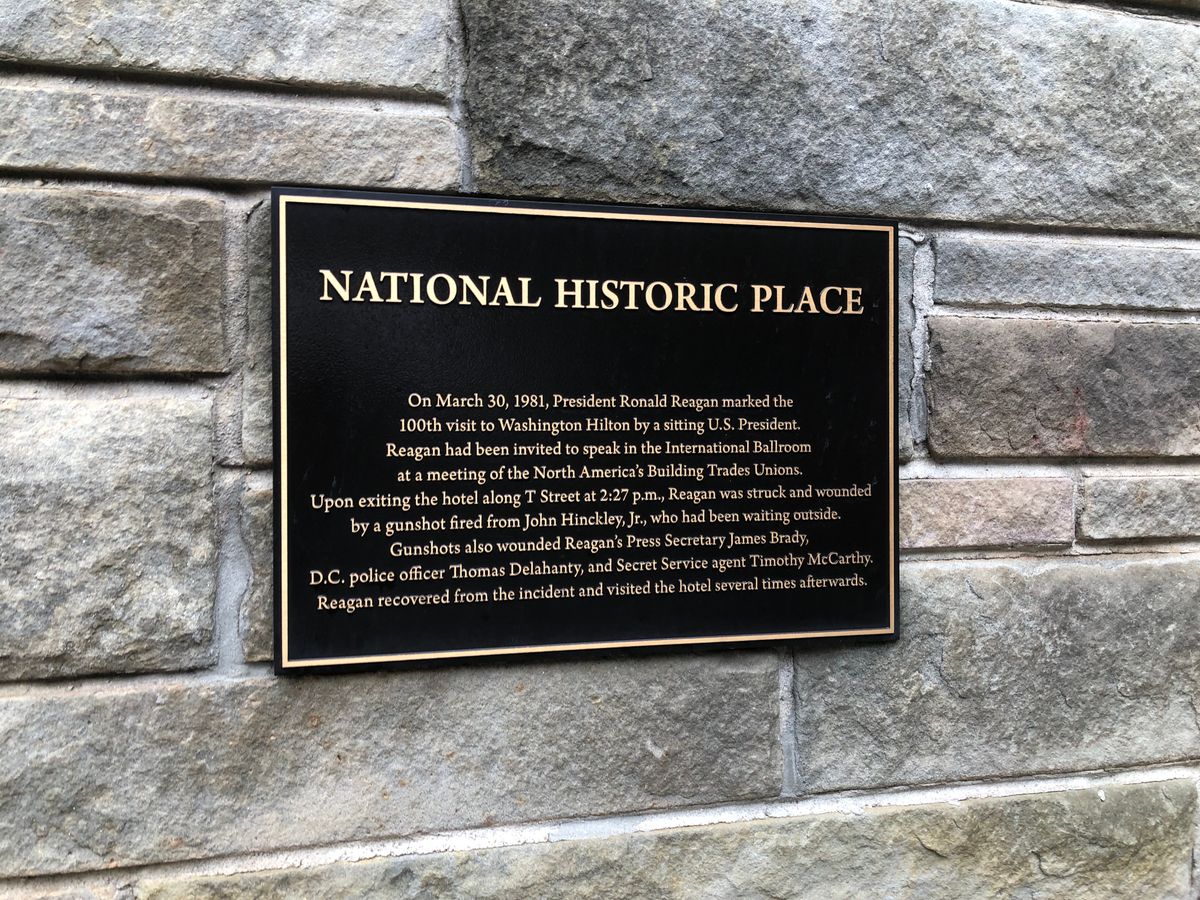 NATIONAL HISTORIC PLACE
On March 30, 1981, President Ronald Reagan marked the
100th visit to Washington Hilton by a sitting U.S. President.
Reagan had been invited to speak in the International Ballroom
at a meeting of the North America's Building Trades Unions.
Upon exiting the hotel along T Street at 2:27 p.m., Reagan was struck and wounded
by a gunshot fired from John Hinckley, Jr., who had been waiting outside.
Gunshots also wounded Reagan's Press Secretary James Brady,
D.C. police officer Thomas Delahanty, and Secret Service agent Timothy McCarthy.
Reagan recovered from the incident and visited the hotel several times afterwards.